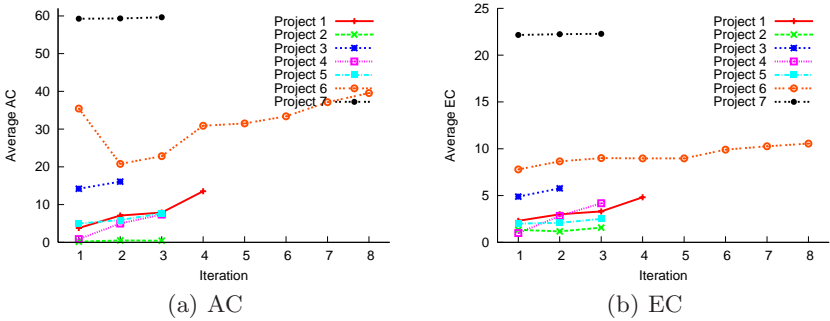 60
50
40
30
20
10
0
Average AC
1 2 3 4 5 6 7 8
Iteration
Project 1
Project 2
Project 3
Project 4
Project 5
Project 6
Project 7
(a) AC
25
20
15
10
5
0
Average EC
1 2 3 4 5 6 7 8
Iteration
Project 1
Project 2
Project 3
Project 4
Project 5
Project 6
Project 7
(b) EC